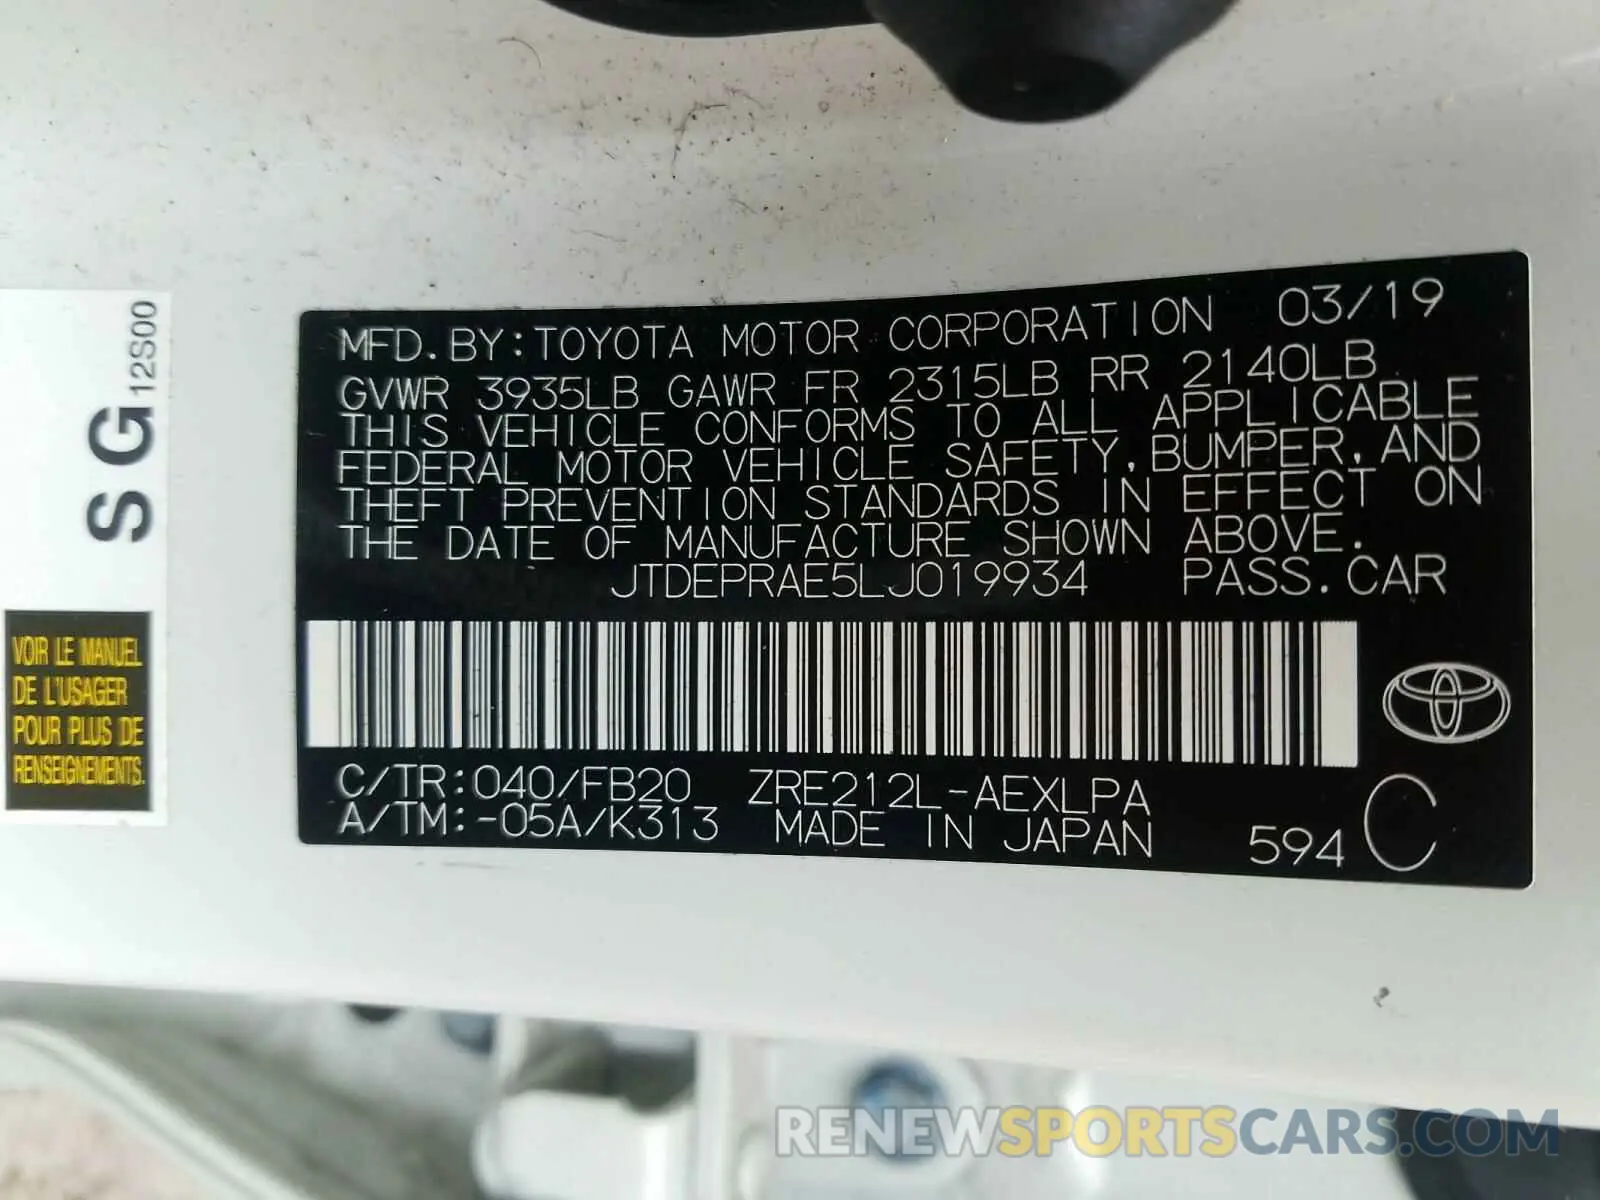 MFD. BY: TOYOTA MOTOR CORPORATION 03/19
GVWR 3935LB GAWR FR 2315LB RR 2140LB
THIS VEHICLE CONFORMS TO ALL APPLICABLE
FEDERAL MOTOR VEHICLE SAFETY, BUMPER, AND
THEFT PREVENTION STANDARDS IN EFFECT ON
THE DATE OF MANUFACTURE SHOWN ABOVE.
JTDEPRAE5LJ019934 PASS. CAR
C/TR:040/FB20 ZRE212L-AEXLPA
A/TM:-05A/K313 MADE IN JAPAN 594 C
SG12S00
VOIR LE MANUEL
DE L'USAGER
POUR PLUS DE
RENSEIGNEMENTS.
RENEWSPORTSCARS.COM